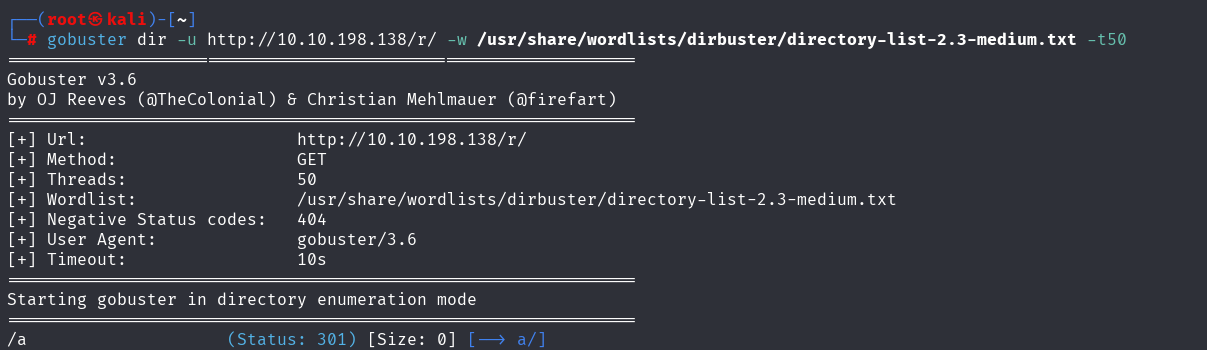 ┌──(root㉿kali)-[~]
└─# gobuster dir -u http://10.10.198.138/r/ -w /usr/share/wordlists/dirbuster/directory-list-2.3-medium.txt -t50
===============================================================
Gobuster v3.6
by OJ Reeves (@TheColonial) & Christian Mehlmauer (@firefart)
===============================================================
[+] Url:                     http://10.10.198.138/r/
[+] Method:                  GET
[+] Threads:                 50
[+] Wordlist:                /usr/share/wordlists/dirbuster/directory-list-2.3-medium.txt
[+] Negative Status codes:   404
[+] User Agent:              gobuster/3.6
[+] Timeout:                 10s
===============================================================
Starting gobuster in directory enumeration mode
===============================================================
/a                    (Status: 301) [Size: 0] [--> a/]